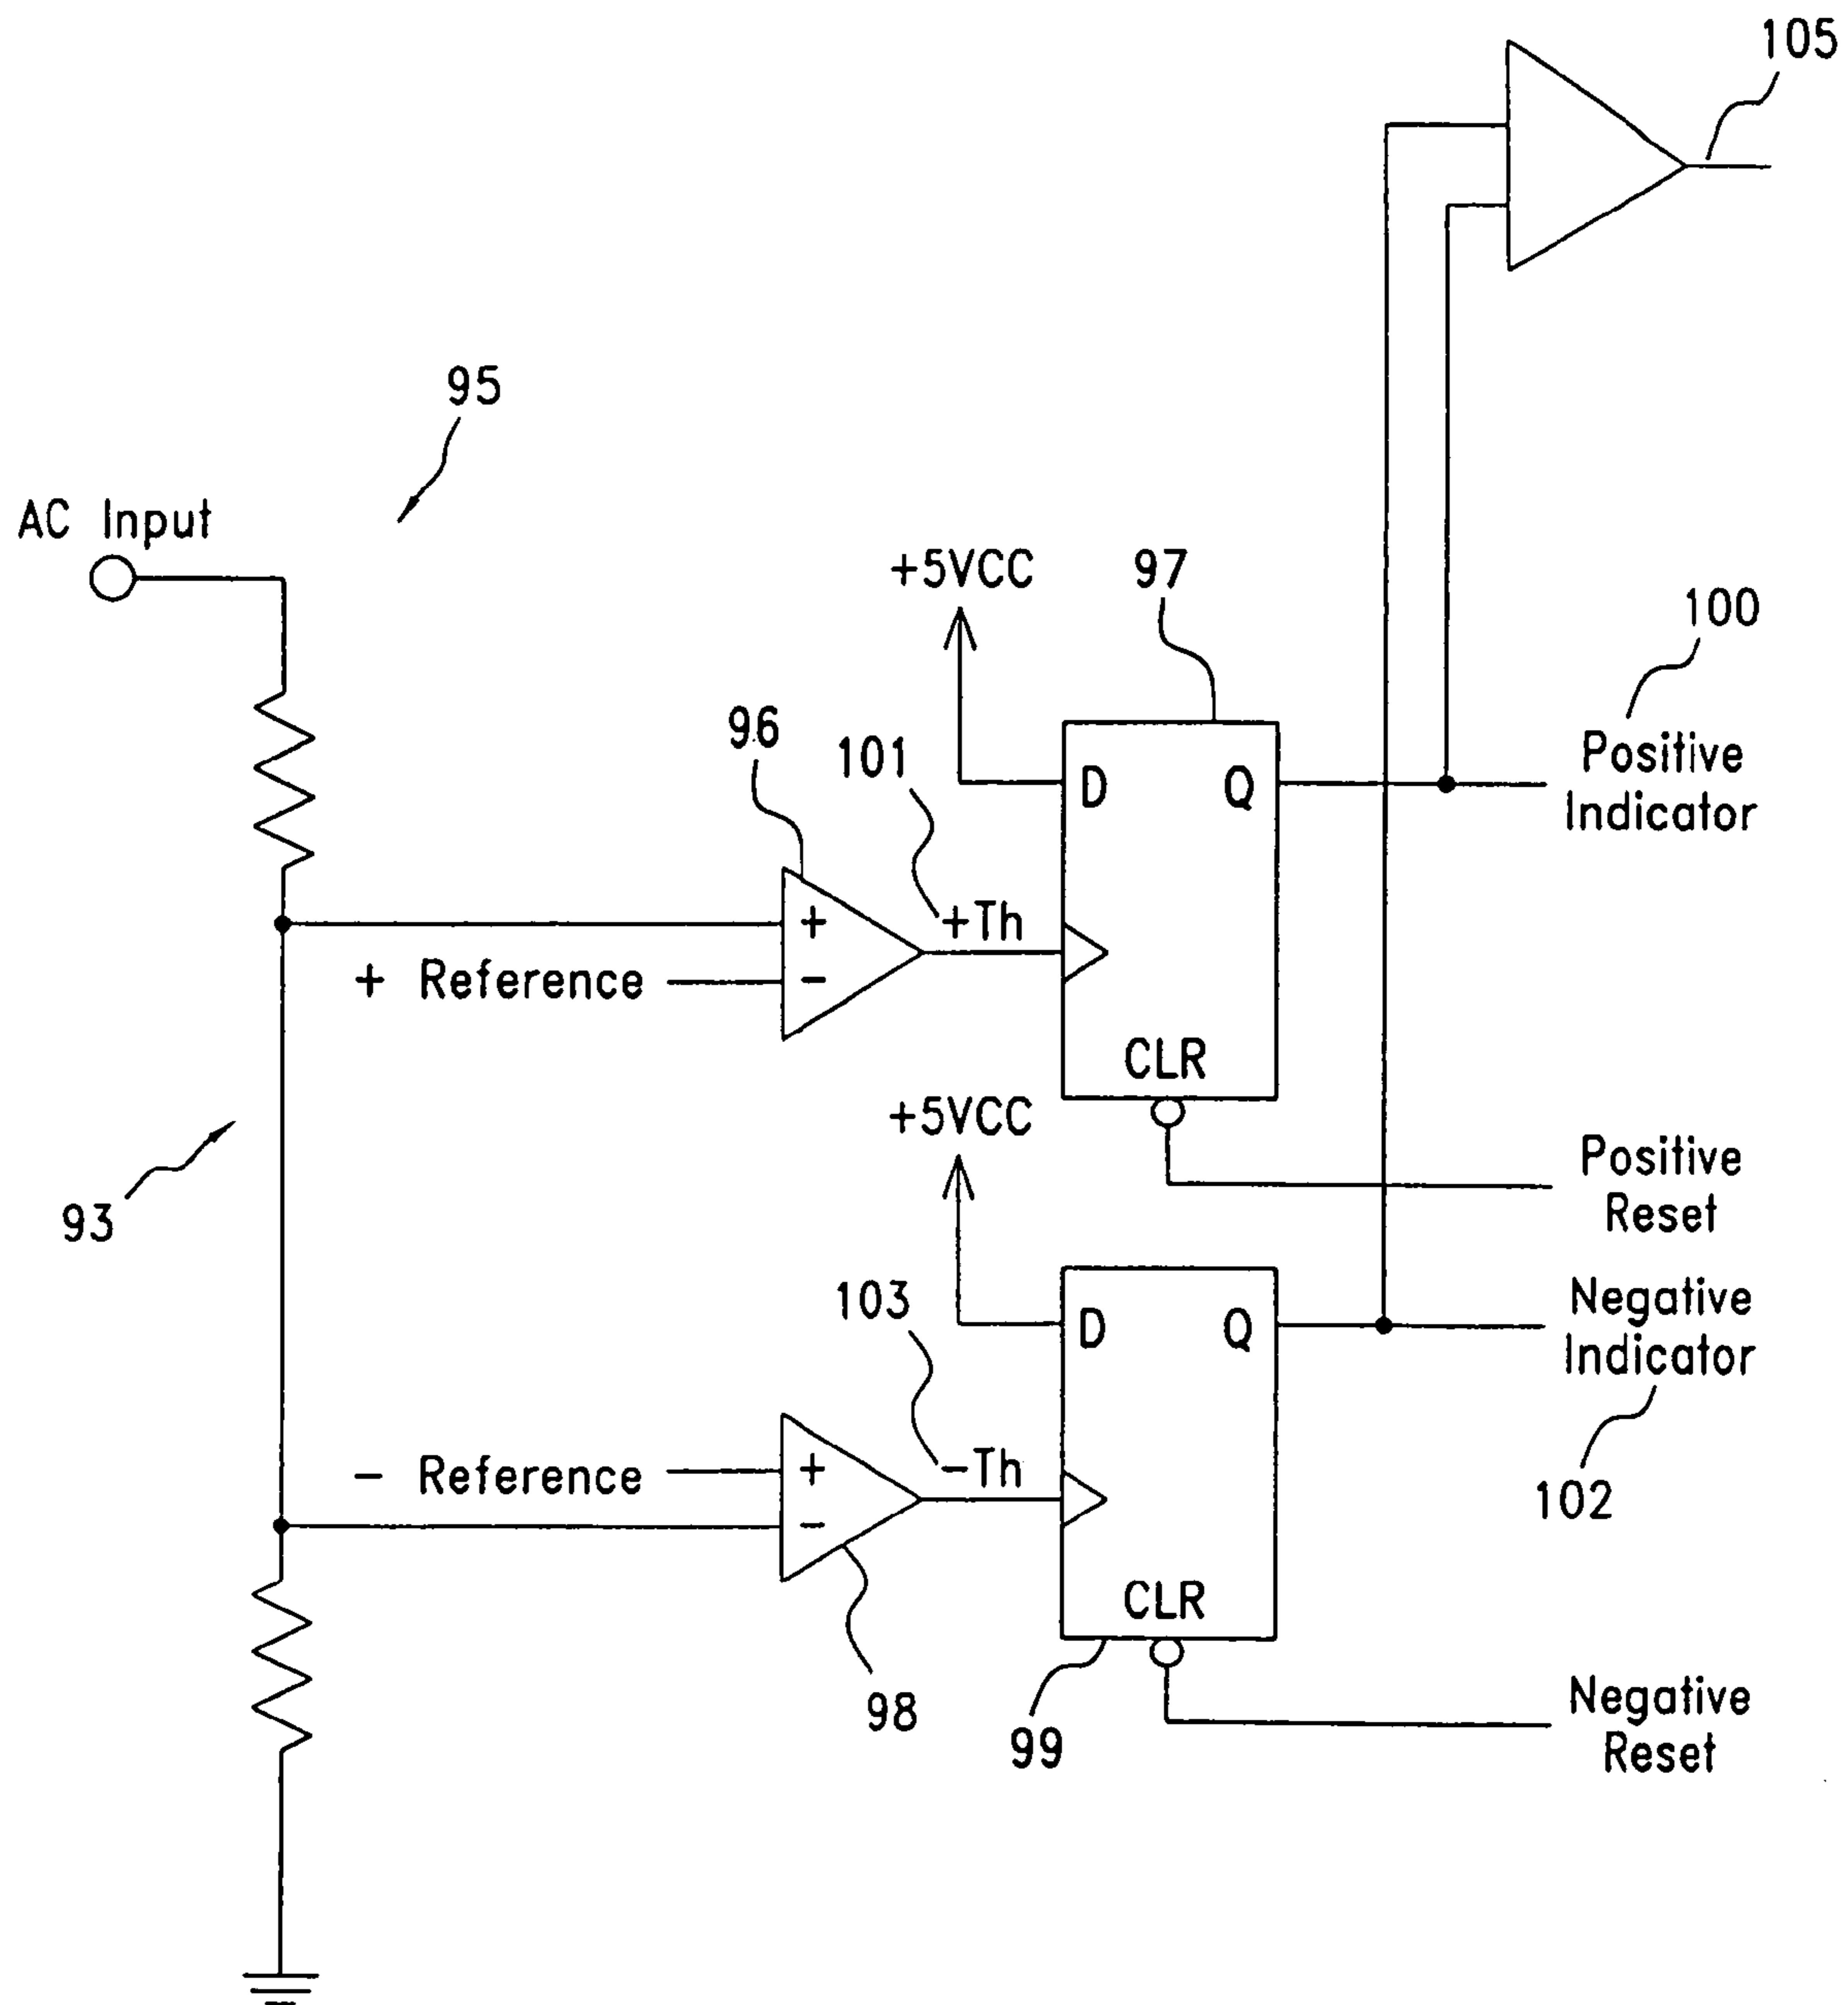 105
95
AC Input
+5VCC
97
100
Positive
Indicator
96
101
D
Q
+
+Th
+ Reference
−
CLR
+5VCC
Positive
Reset
93
103
D
Q
Negative
Indicator
− Reference
+
−Th
−
102
CLR
98
99
Negative
Reset